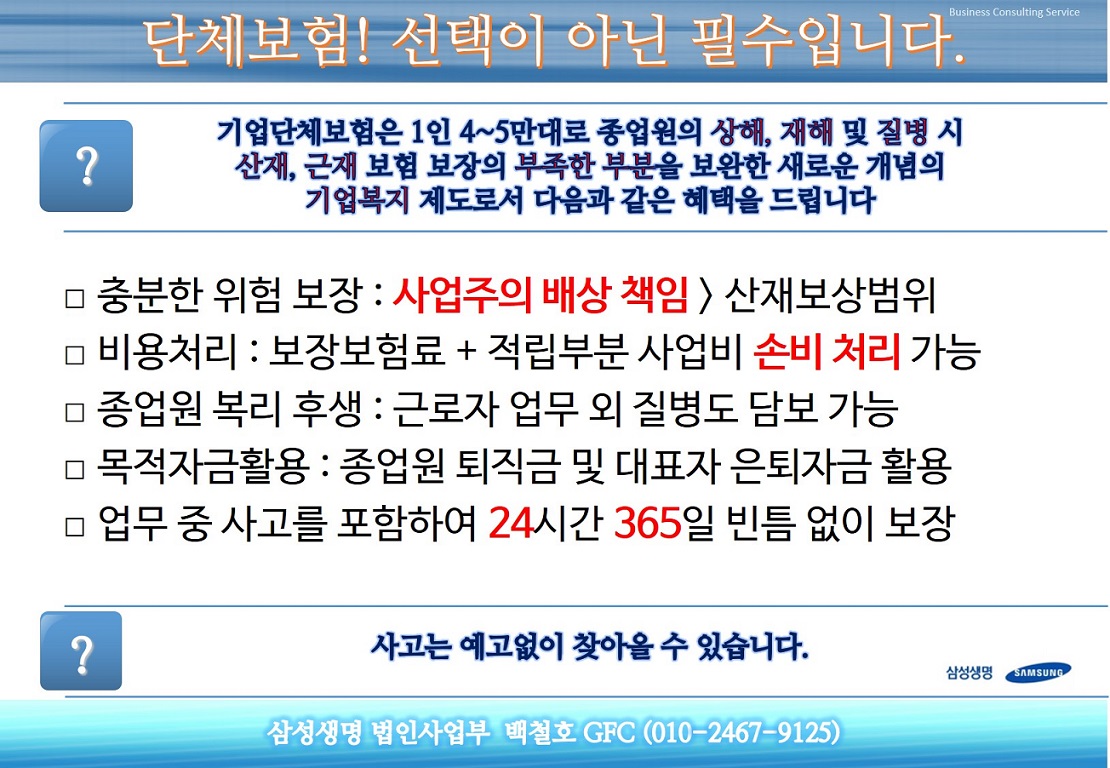 Business Consulting Service
단체보험! 선택이 아닌 필수입니다.
?
기업단체보험은 1인 4~5만대로 종업원의 상해, 재해 및 질병 시
산재, 근재 보험 보장의 부족한 부분을 보완한 새로운 개념의
기업복지 제도로서 다음과 같은 혜택을 드립니다
□ 충분한 위험 보장 : 사업주의 배상 책임 > 산재보상범위
□ 비용처리 : 보장보험료 + 적립부분 사업비 손비 처리 가능
□ 종업원 복리 후생 : 근로자 업무 외 질병도 담보 가능
□ 목적자금활용 : 종업원 퇴직금 및 대표자 은퇴자금 활용
□ 업무 중 사고를 포함하여 24시간 365일 빈틈 없이 보장
?
사고는 예고없이 찾아올 수 있습니다.
삼성생명 SAMSUNG
삼성생명 법인사업부 백철호 GFC (010-2467-9125)